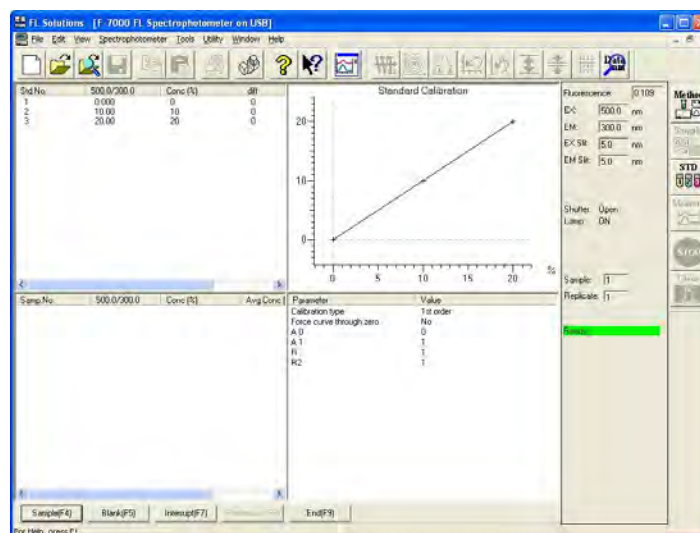 FL Solutions - [F-7000 FL Spectrophotometer on USB]
File Edit View Spectrophotometer Tools Utility Window Help
Std No. 500.0/300.0 Conc (%) diff
1 0.000 0 0
2 10.00 10 0
3 20.00 20 0
Standard Calibration
20
10
0
0 10 20 %
Fluorescence: 0.109
EX: 500.0 nm
EM: 300.0 nm
EX Slit: 5.0 nm
EM Slit: 5.0 nm
Shutter: Open
Lamp: ON
Sample: 1
Replicate: 1
Ready
Method
STD
Samp.No. 500.0/300.0 Conc (%) Avg Conc
Parameter Value
Calibration type 1st order
Force curve through zero No
A0 0
A1 1
R 1
R2 1
Sample(F4) Blank(F5) Interrupt(F7) End(F9)
For Help, press F1